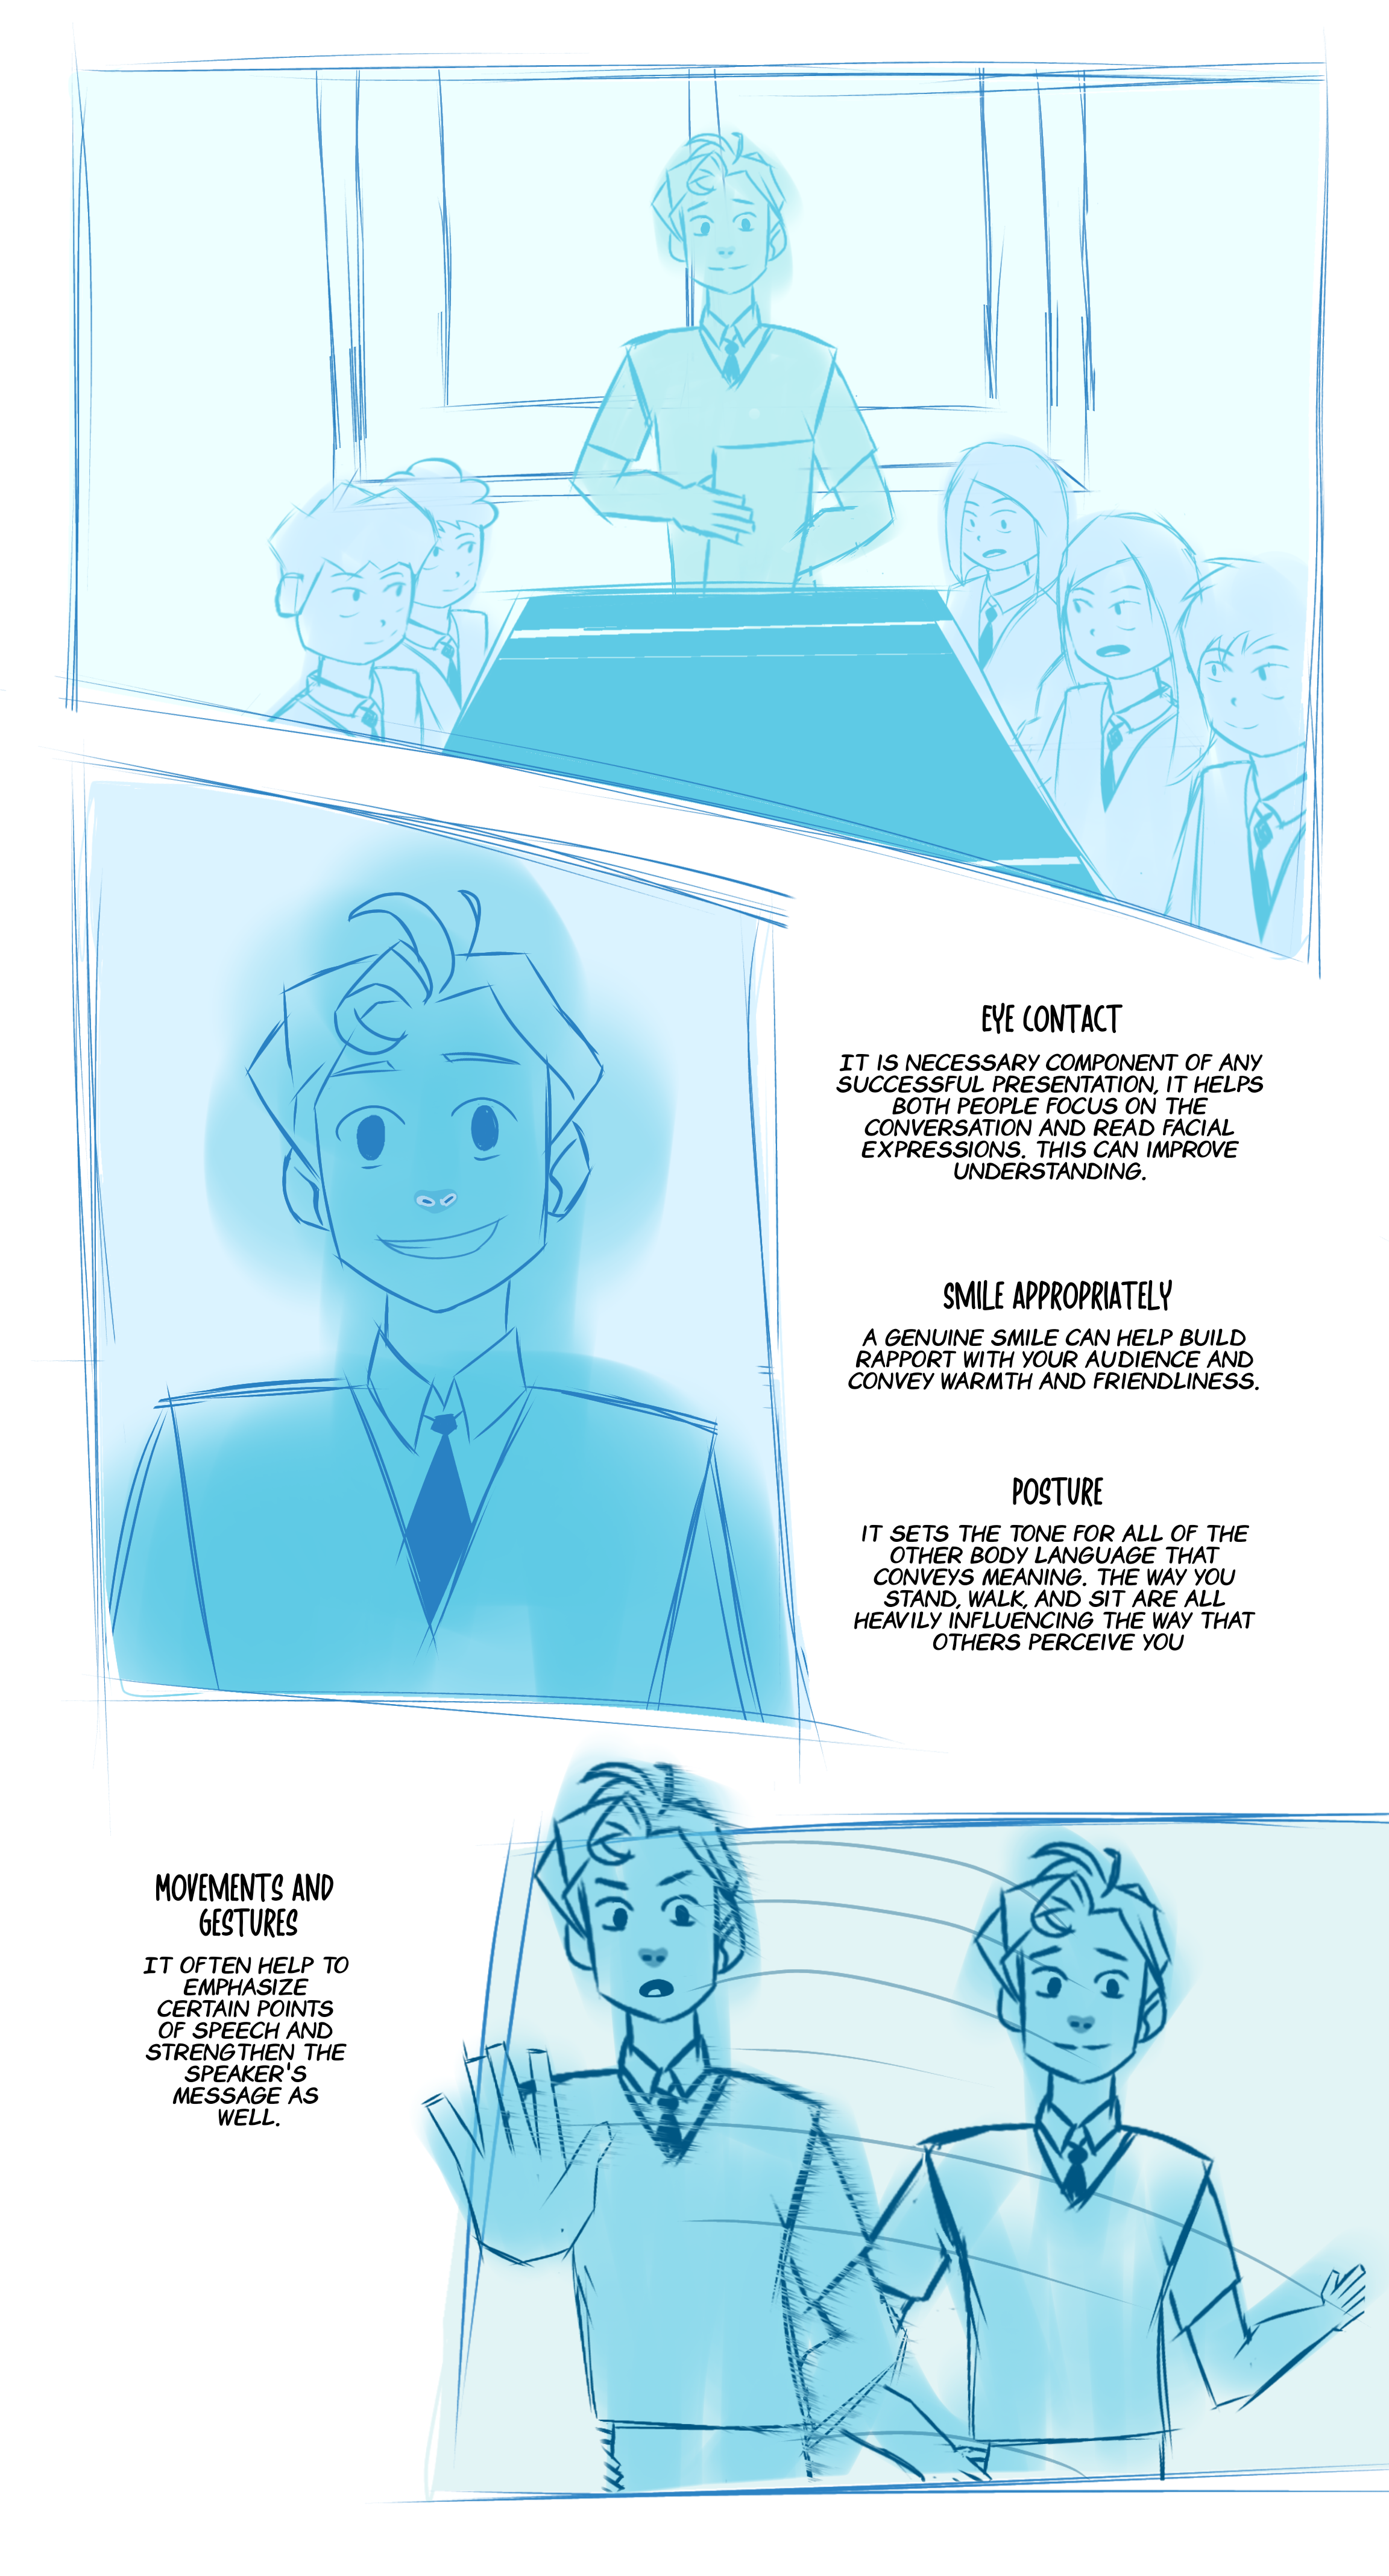 EYE CONTACT
IT IS NECESSARY COMPONENT OF ANY
SUCCESSFUL PRESENTATION, IT HELPS
BOTH PEOPLE FOCUS ON THE
CONVERSATION AND READ FACIAL
EXPRESSIONS. THIS CAN IMPROVE
UNDERSTANDING.
SMILE APPROPRIATELY
A GENUINE SMILE CAN HELP BUILD
RAPPORT WITH YOUR AUDIENCE AND
CONVEY WARMTH AND FRIENDLINESS.
POSTURE
IT SETS THE TONE FOR ALL OF THE
OTHER BODY LANGUAGE THAT
CONVEYS MEANING. THE WAY YOU
STAND, WALK, AND SIT ARE ALL
HEAVILY INFLUENCING THE WAY THAT
OTHERS PERCEIVE YOU
MOVEMENTS AND
GESTURES
IT OFTEN HELP TO
EMPHASIZE
CERTAIN POINTS
OF SPEECH AND
STRENGTHEN THE
SPEAKER'S
MESSAGE AS
WELL.